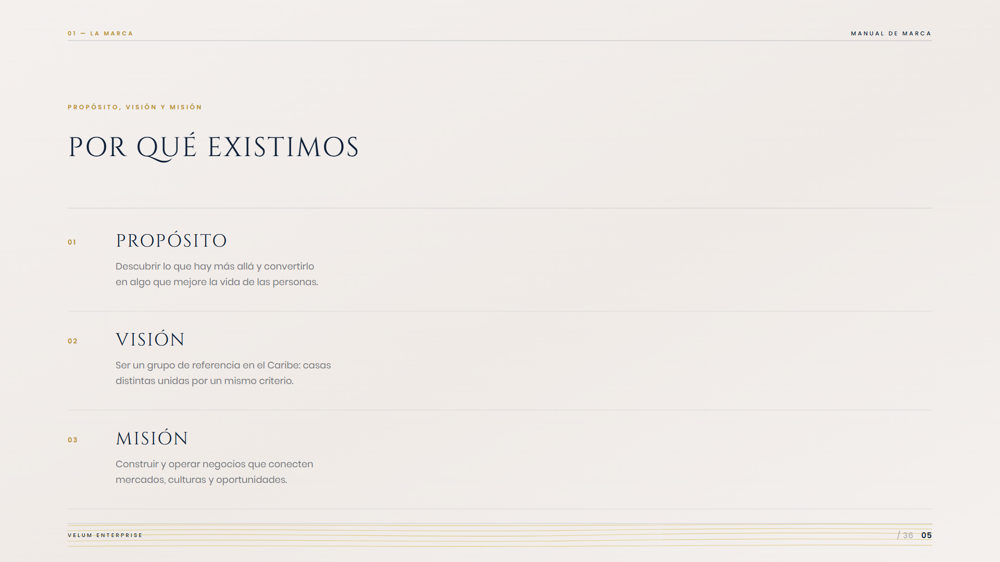 01 — LA MARCA
MANUAL DE MARCA
PROPÓSITO, VISIÓN Y MISIÓN
POR QUÉ EXISTIMOS
01
PROPÓSITO
Descubrir lo que hay más allá y convertirlo
en algo que mejore la vida de las personas.
02
VISIÓN
Ser un grupo de referencia en el Caribe: casas
distintas unidas por un mismo criterio.
03
MISIÓN
Construir y operar negocios que conecten
mercados, culturas y oportunidades.
VELUM ENTERPRISE
/ 36 05